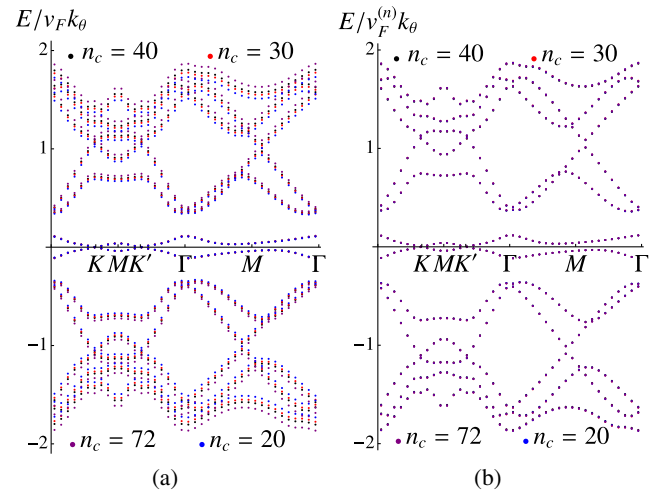 E/v_F k_θ
2
n_c = 40
n_c = 30
1
K M K′ Γ M Γ
−1
n_c = 72
n_c = 20
−2
(a)
E/v_F^{(n)} k_θ
2
n_c = 40
n_c = 30
1
K M K′ Γ M Γ
−1
n_c = 72
n_c = 20
−2
(b)